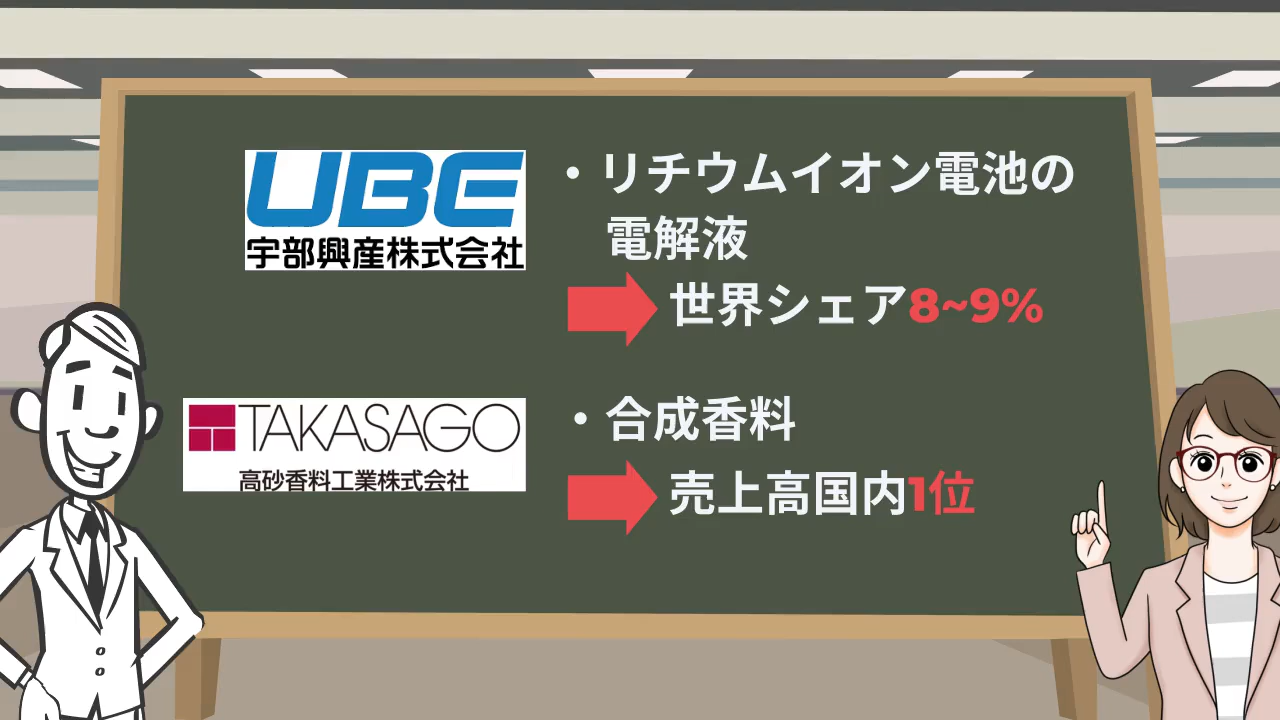 UBE
宇部興産株式会社
・リチウムイオン電池の
電解液
世界シェア8~9%
TAKASAGO
高砂香料工業株式会社
・合成香料
売上高国内1位